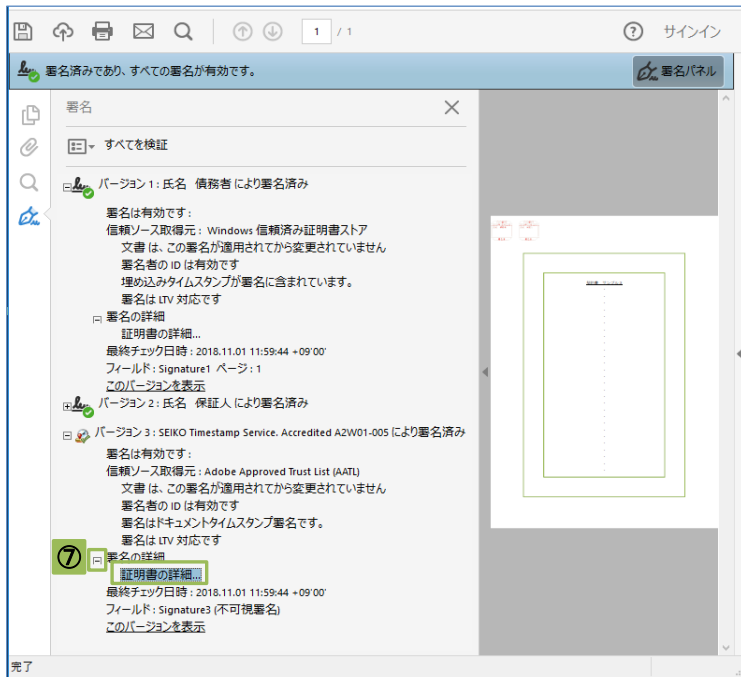 1 / 1
サインイン
署名済みであり、すべての署名が有効です。
署名パネル
署名
すべてを検証
バージョン 1 : 氏名 債務者 により署名済み
署名は有効です :
信頼ソース取得元 : Windows 信頼済み証明書ストア
文書 は、この署名が適用されてから変更されていません
署名者の ID は有効です
埋め込みタイムスタンプが署名に含まれています。
署名は LTV 対応です
署名の詳細
証明書の詳細...
最終チェック日時 : 2018.11.01 11:59:44 +09'00'
フィールド : Signature1 ページ : 1
このバージョンを表示
バージョン 2 : 氏名 保証人 により署名済み
バージョン 3 : SEIKO Timestamp Service. Accredited A2W01-005 により署名済み
署名は有効です :
信頼ソース取得元 : Adobe Approved Trust List (AATL)
文書 は、この署名が適用されてから変更されていません
署名者の ID は有効です
署名はドキュメントタイムスタンプ署名です。
署名は LTV 対応です
⑦ 署名の詳細
証明書の詳細...
最終チェック日時 : 2018.11.01 11:59:44 +09'00'
フィールド : Signature3 (不可視署名)
このバージョンを表示
完了